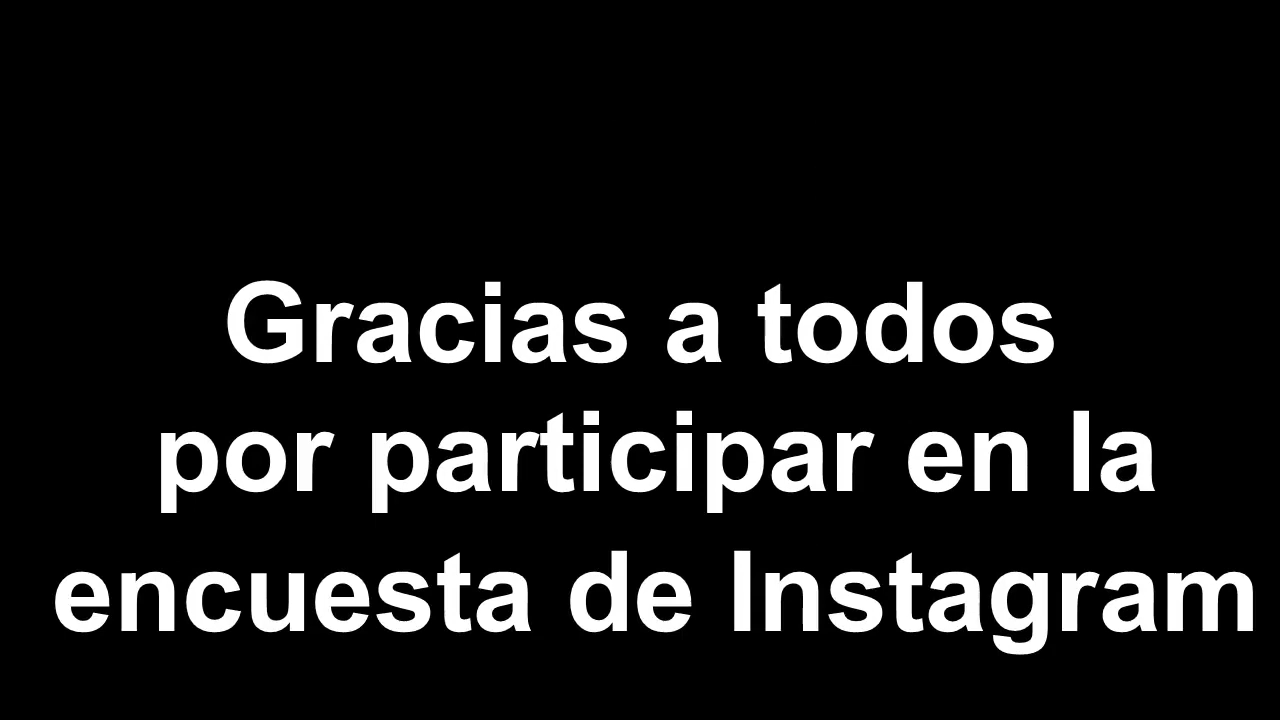 Gracias a todos
por participar en la
encuesta de Instagram